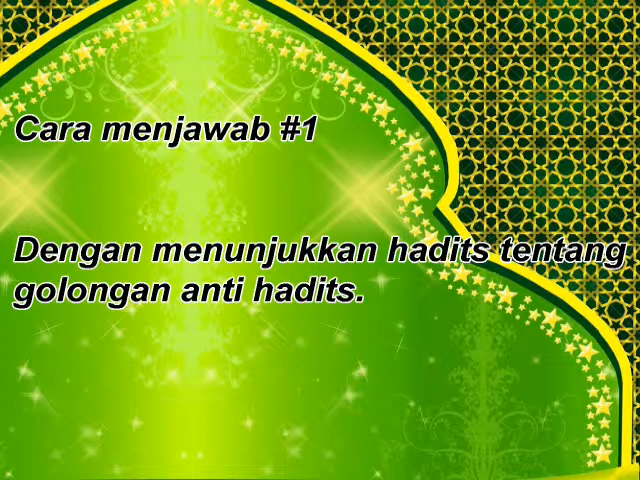 Cara menjawab #1
Dengan menunjukkan hadits tentang
golongan anti hadits.